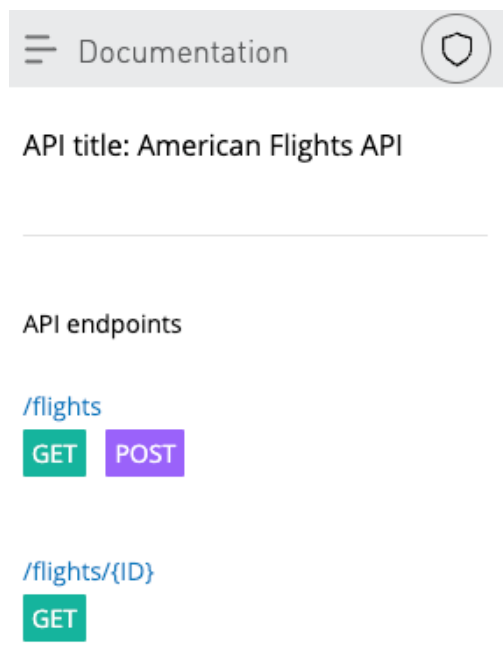 Documentation
API title: American Flights API
API endpoints
/flights
GET POST
/flights/{ID}
GET